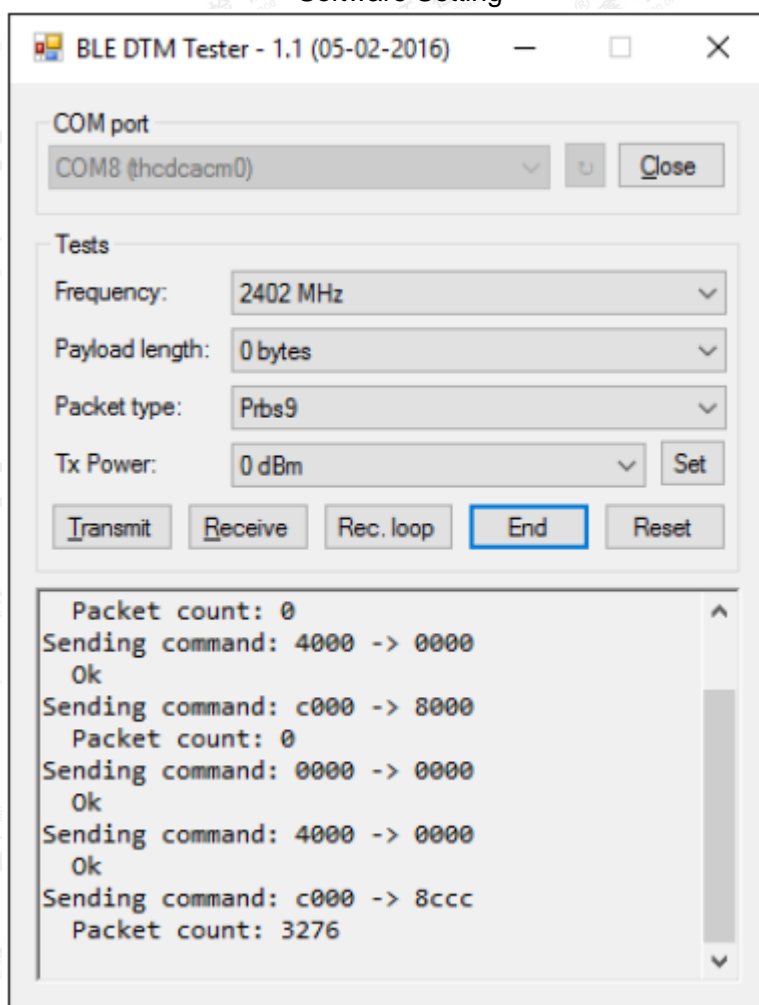 Software Setting
BLE DTM Tester - 1.1 (05-02-2016)
COM port
COM8 (thcdcacm0)
Close
Tests
Frequency: 2402 MHz
Payload length: 0 bytes
Packet type: Prbs9
Tx Power: 0 dBm Set
Transmit Receive Rec. loop End Reset
Packet count: 0
Sending command: 4000 -> 0000
Ok
Sending command: c000 -> 8000
Packet count: 0
Sending command: 0000 -> 0000
Ok
Sending command: 4000 -> 0000
Ok
Sending command: c000 -> 8ccc
Packet count: 3276